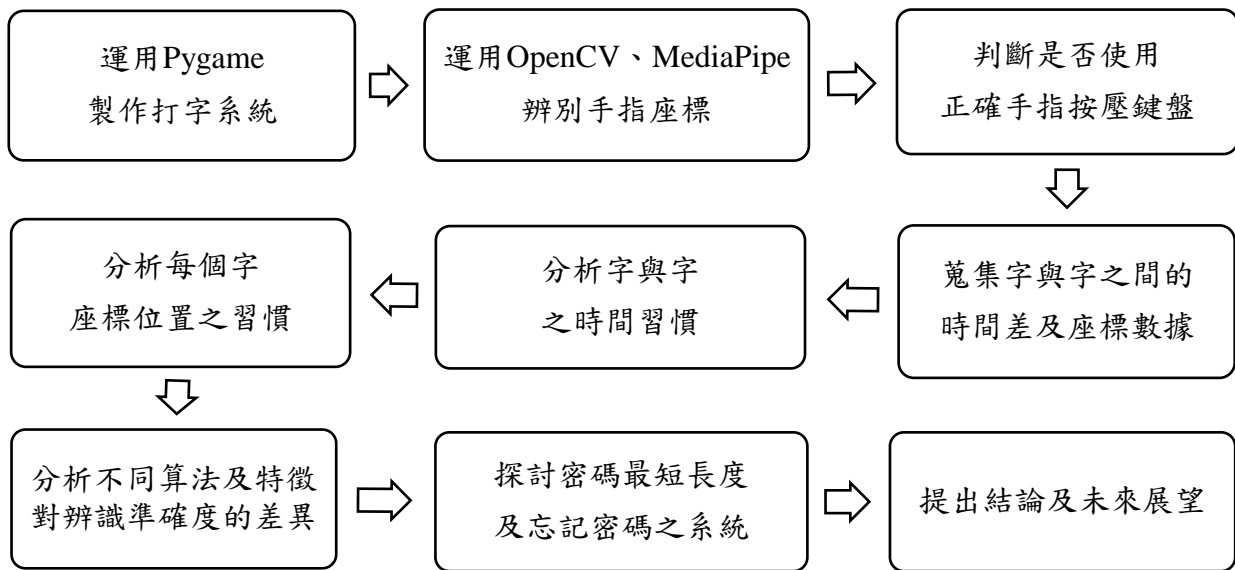 運用Pygame
製作打字系統
運用OpenCV、MediaPipe
辨別手指座標
判斷是否使用
正確手指按壓鍵盤
蒐集字與字之間的
時間差及座標數據
分析字與字
之時間習慣
分析每個字
座標位置之習慣
分析不同算法及特徵
對辨識準確度的差異
探討密碼最短長度
及忘記密碼之系統
提出結論及未來展望